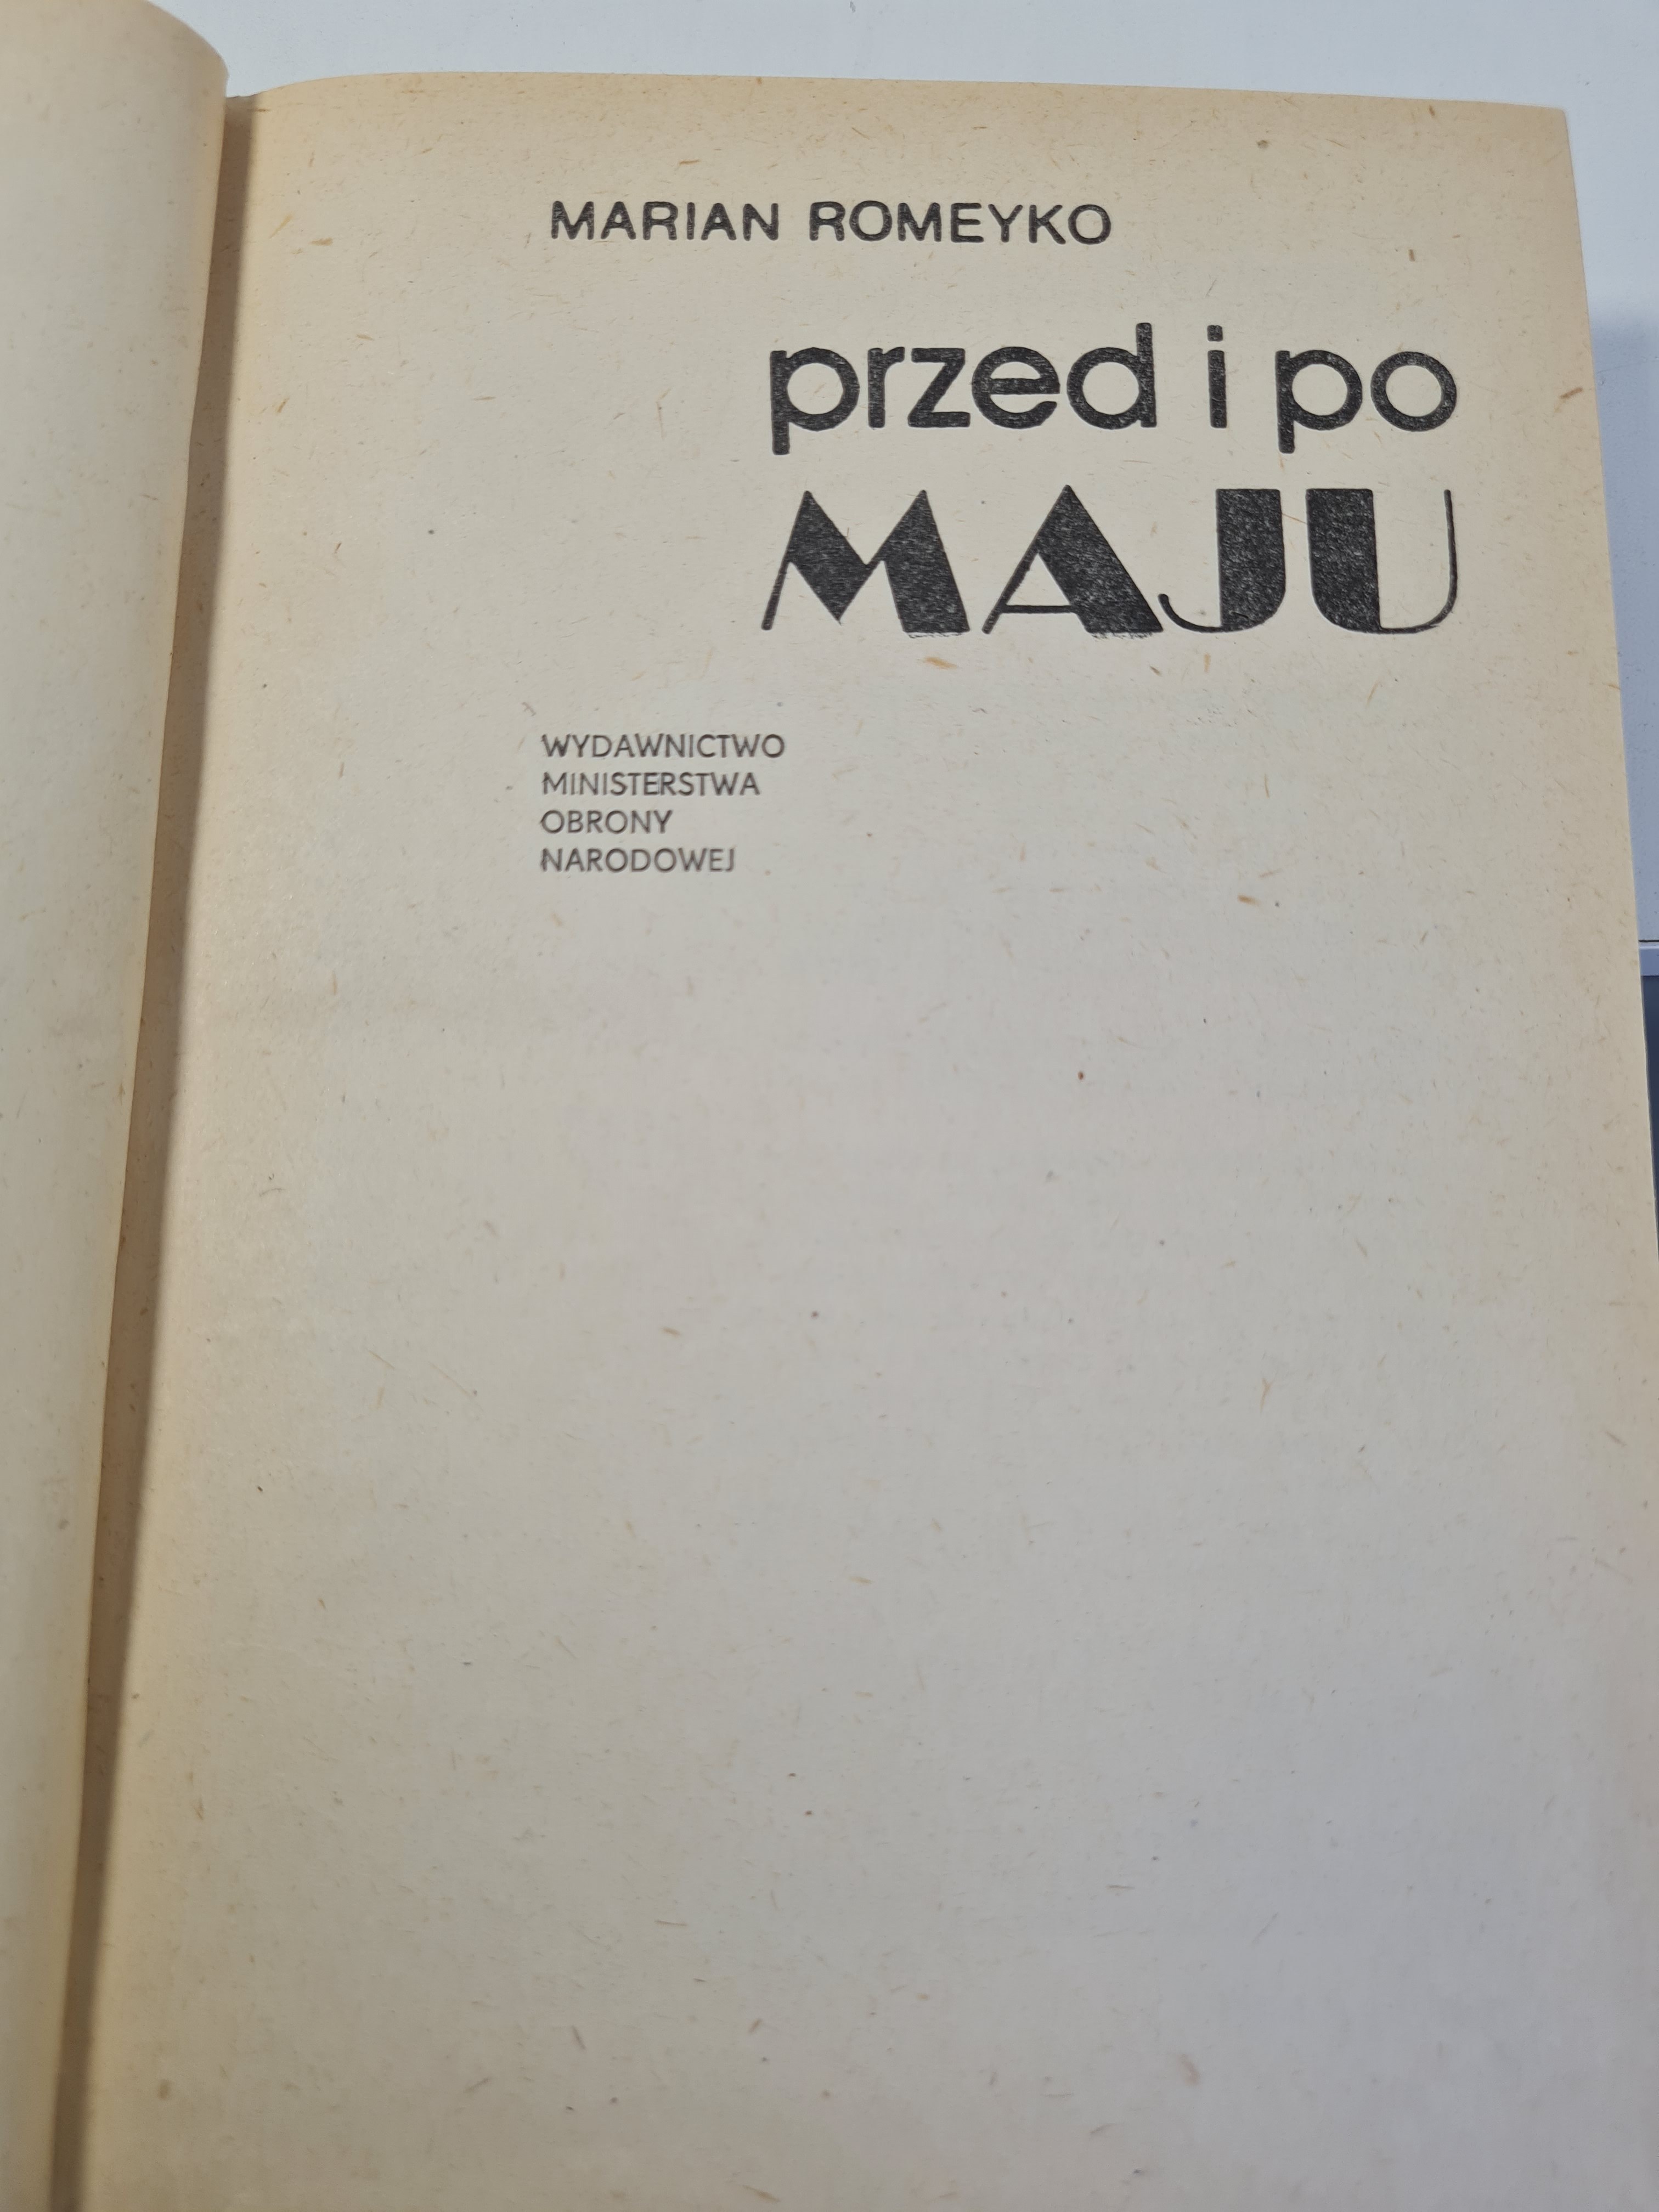 MARIAN ROMEYKO
przed i po
MAJU
WYDAWNICTWO
MINISTERSTWA
OBRONY
NARODOWEJ